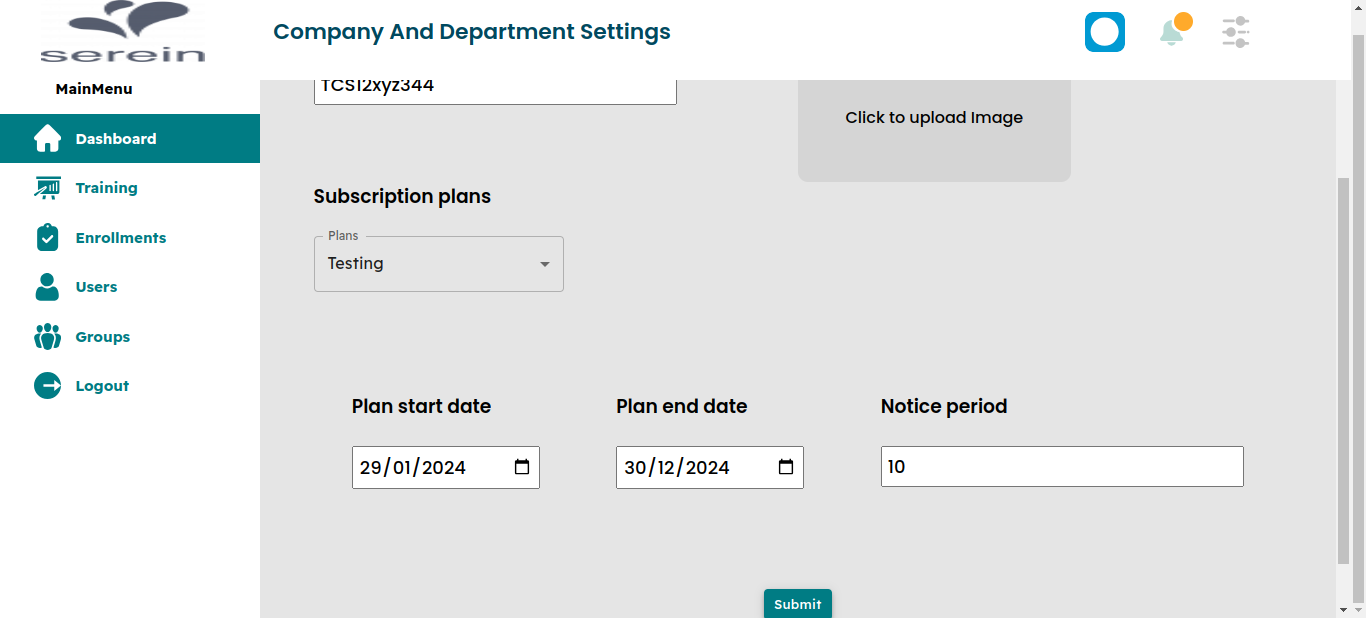 serein
Company And Department Settings
MainMenu
TCS12xyz344
Click to upload Image
Dashboard
Training
Enrollments
Users
Groups
Logout
Subscription plans
Plans
Testing
Plan start date
Plan end date
Notice period
29/01/2024
30/12/2024
10
Submit